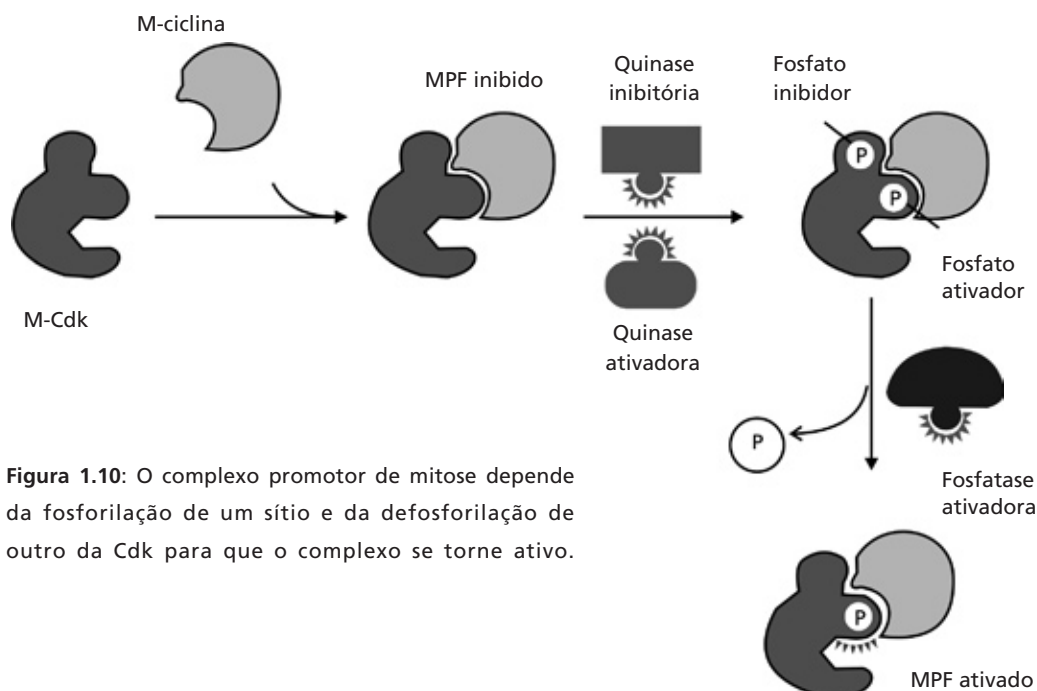 M-ciclina
MPF inibido
Quinase
inibitória
Fosfato
inibidor
P
P
M-Cdk
Quinase
ativadora
Fosfato
ativador
P
Fosfatase
ativadora
Figura 1.10: O complexo promotor de mitose depende
da fosforilação de um sítio e da defosforilação de
outro da Cdk para que o complexo se torne ativo.
P
MPF ativado